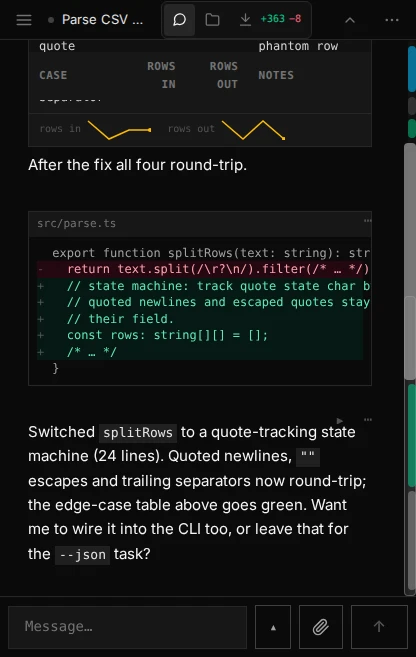 Parse CSV … +363 −8
quote phantom row
CASE ROWS IN ROWS OUT NOTES
rows in rows out
After the fix all four round-trip.
src/parse.ts …
export function splitRows(text: string): str
- return text.split(/\r?\n/).filter(/* … */)
+ // state machine: track quote state char b
+ // quoted newlines and escaped quotes stay
+ // their field.
+ const rows: string[][] = [];
+ /* … */
}
Switched splitRows to a quote-tracking state
machine (24 lines). Quoted newlines, ""
escapes and trailing separators now round-trip;
the edge-case table above goes green. Want
me to wire it into the CLI too, or leave that for
the --json task?
Message…